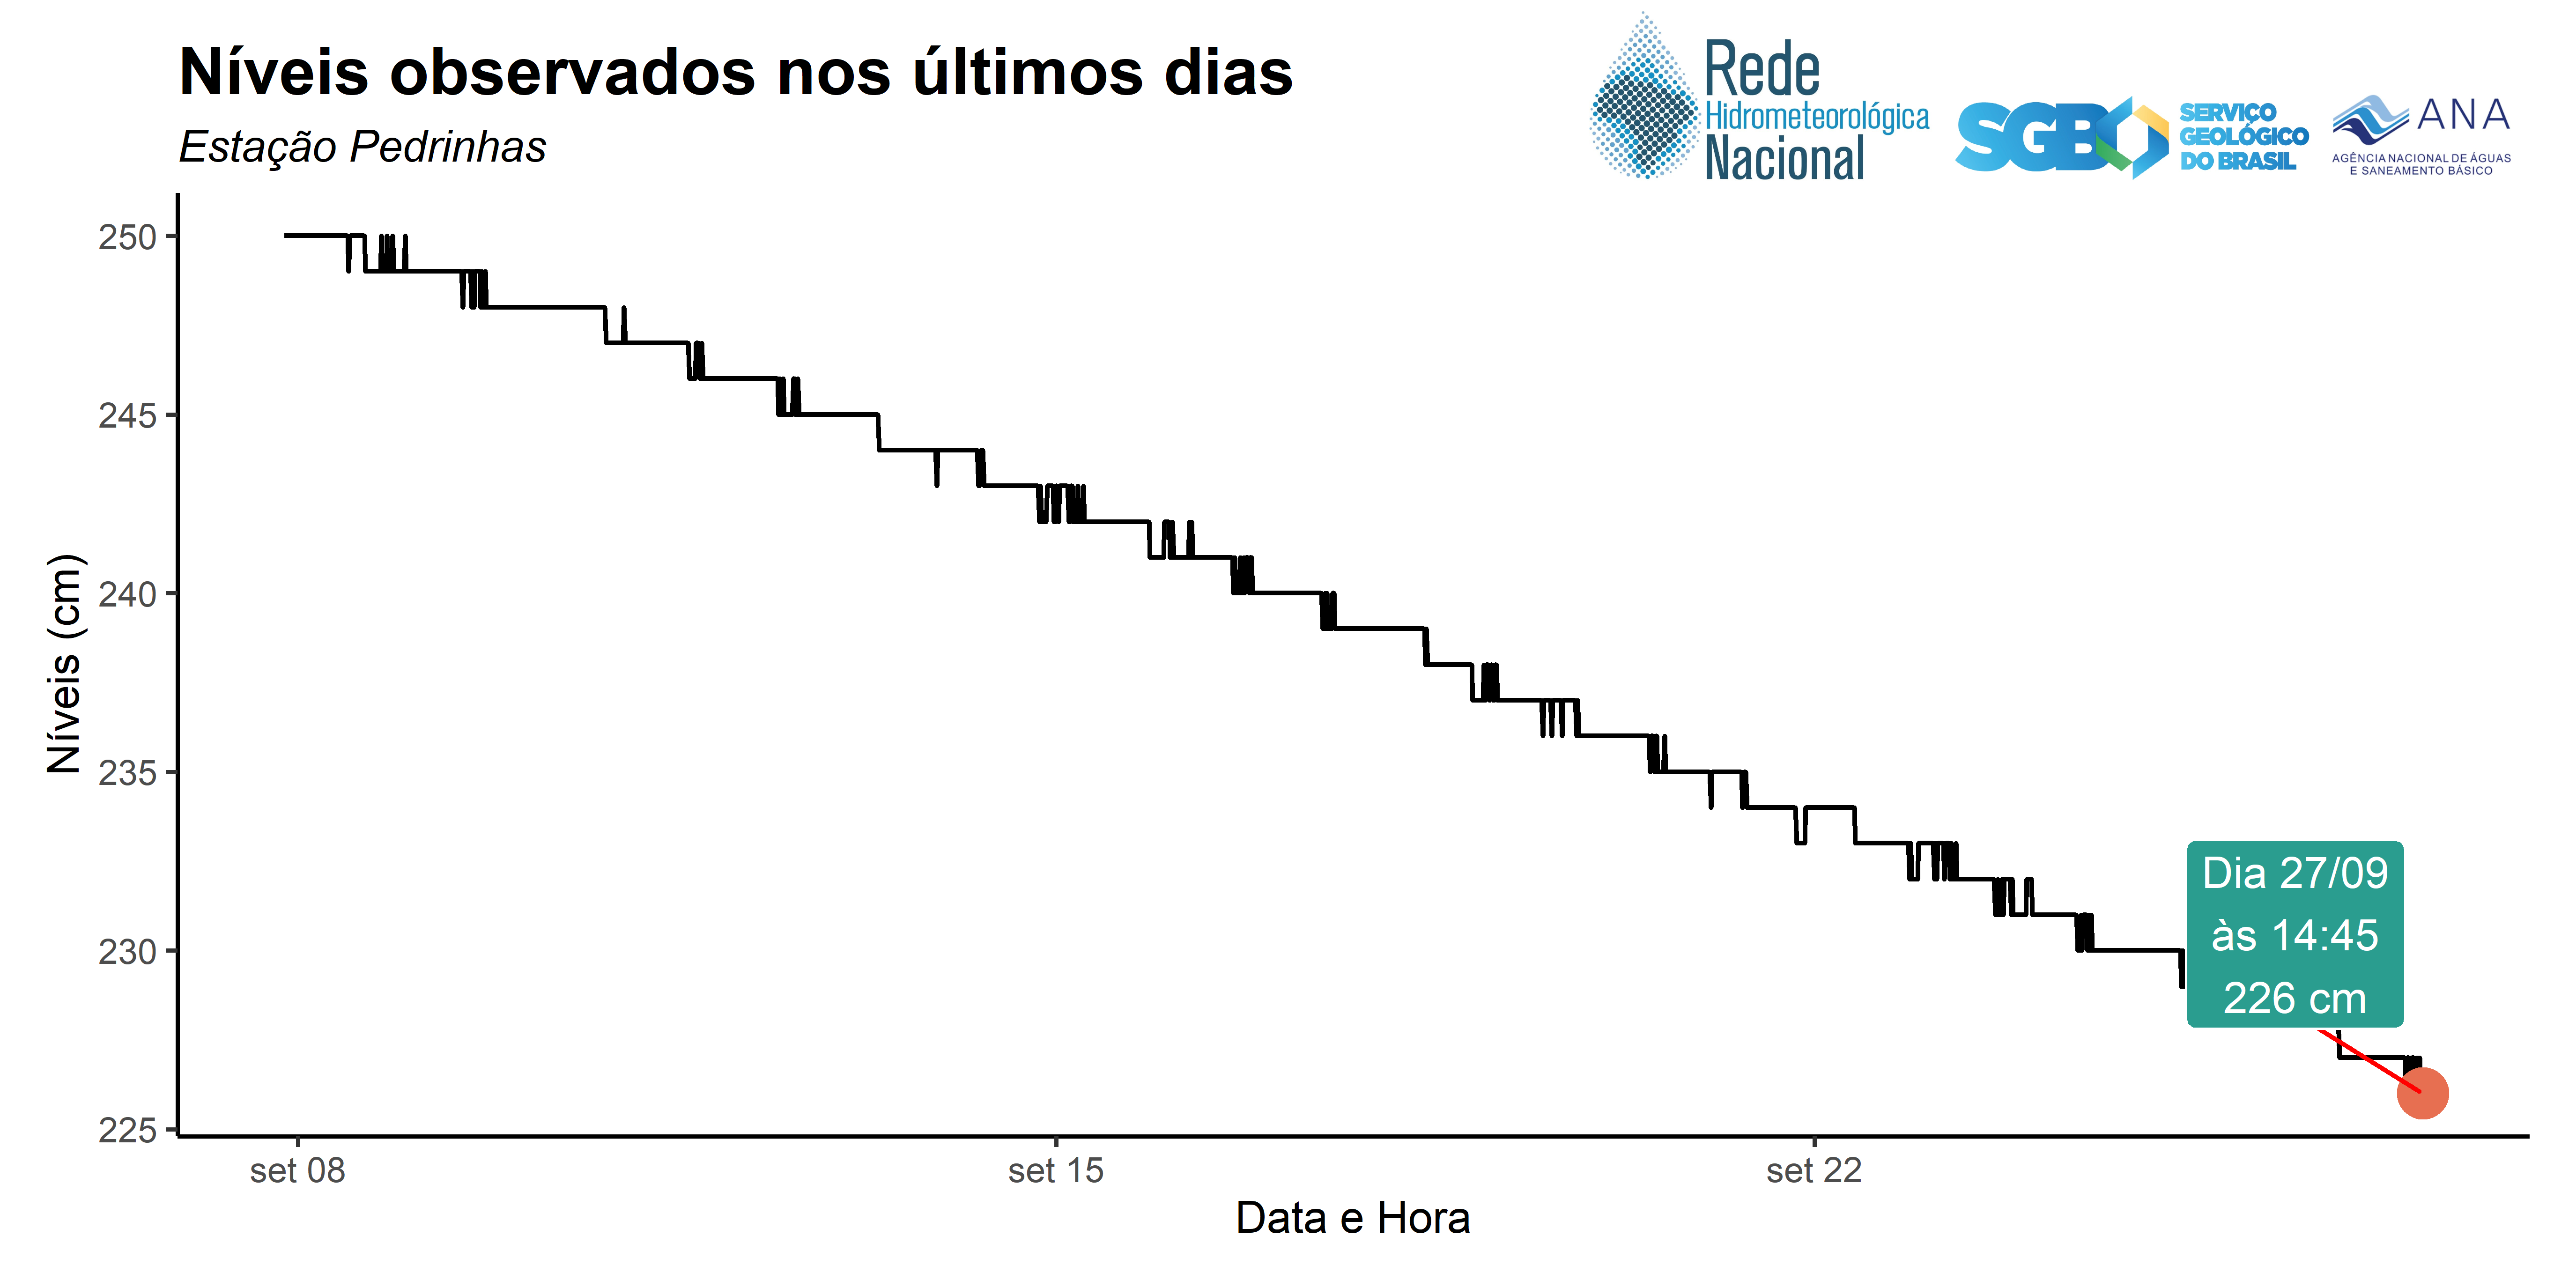 Níveis observados nos últimos dias
Estação Pedrinhas
Rede
Hidrometeorológica
Nacional
SGB
SERVIÇO
GEOLÓGICO
DO BRASIL
ANA
AGÊNCIA NACIONAL DE ÁGUAS
E SANEAMENTO BÁSICO
Níveis (cm)
250
245
240
235
230
225
Dia 27/09
às 14:45
226 cm
set 08
set 15
set 22
Data e Hora